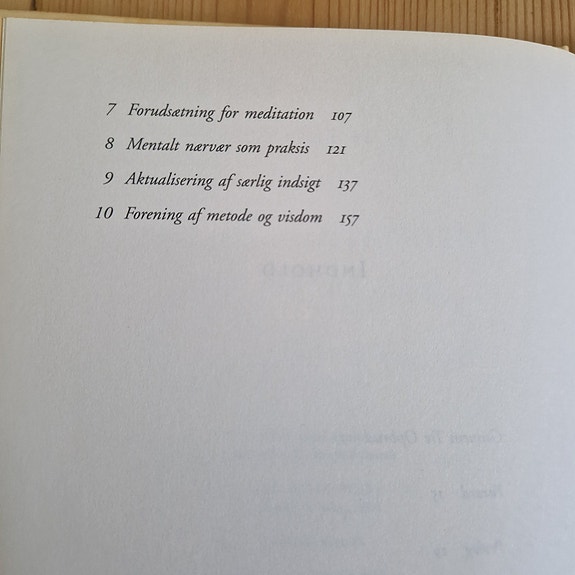 7 Forudsætning for meditation 107
8 Mentalt nærvær som praksis 121
9 Aktualisering af særlig indsigt 137
10 Forening af metode og visdom 157
INDHOLD